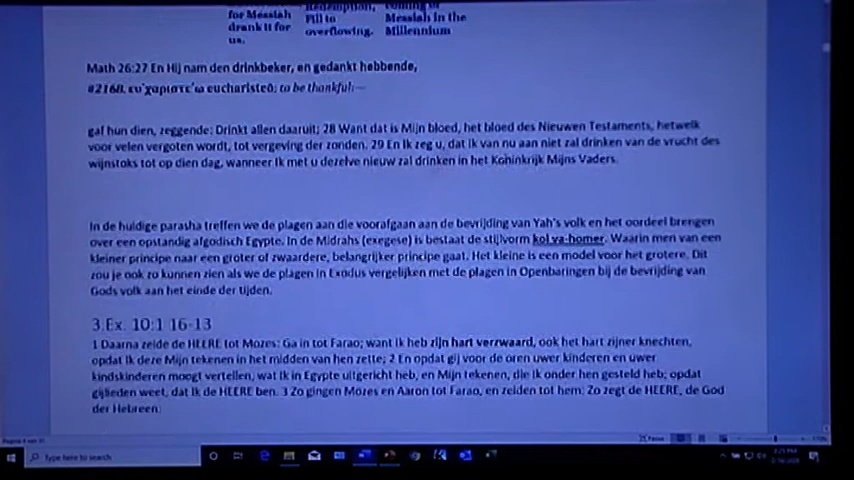 for Messiah drank it for us.
Redemption, Fill to overflowing.
coming of Messiah in the Millennium
Math 26:27 En Hij nam den drinkbeker, en gedankt hebbende,
#2168. εὐχαριστέω eucharisteō; to be thankful:—
gaf hun dien, zeggende: Drinkt allen daaruit; 28 Want dat is Mijn bloed, het bloed des Nieuwen Testaments, hetwelk
voor velen vergoten wordt, tot vergeving der zonden. 29 En Ik zeg u, dat Ik van nu aan niet zal drinken van de vrucht des
wijnstoks tot op dien dag, wanneer Ik met u dezelve nieuw zal drinken in het Koninkrijk Mijns Vaders.
In de huidige parasha treffen we de plagen aan die voorafgaan aan de bevrijding van Yah's volk en het oordeel brengen
over een opstandig afgodisch Egypte. In de Midrahs (exegese) is bestaat de stijlvorm kol va-homer. Waarin men van een
kleiner principe naar een groter of zwaardere, belangrijker principe gaat. Het kleine is een model voor het grotere. Dit
zou je ook zo kunnen zien als we de plagen in Exodus vergelijken met de plagen in Openbaringen bij de bevrijding van
Gods volk aan het einde der tijden.
3.Ex. 10:1 16-13
1 Daarna zeide de HEERE tot Mozes: Ga in tot Farao; want Ik heb zijn hart verzwaard, ook het hart zijner knechten,
opdat Ik deze Mijn tekenen in het midden van hen zette; 2 En opdat gij voor de oren uwer kinderen en uwer
kindskinderen moogt vertellen, wat Ik in Egypte uitgericht heb, en Mijn tekenen, die Ik onder hen gesteld heb; opdat
gijlieden weet, dat Ik de HEERE ben. 3 Zo gingen Mozes en Aaron tot Farao, en zeiden tot hem: Zo zegt de HEERE, de God
der Hebreen:
Type here to search